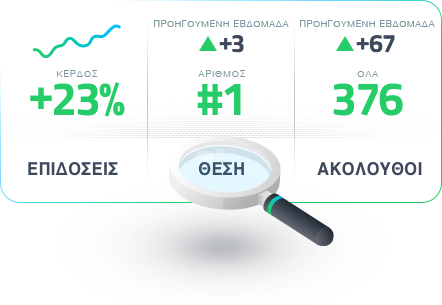 ΚΕΡΔΟΣ
+23%
ΕΠΙΔΟΣΕΙΣ
ΠΡΟΗΓΟΥΜΕΝΗ ΕΒΔΟΜΑΔΑ
+3
ΑΡΙΘΜΟΣ
#1
ΘΕΣΗ
ΠΡΟΗΓΟΥΜΕΝΗ ΕΒΔΟΜΑΔΑ
+67
ΟΛΑ
376
ΑΚΟΛΟΥΘΟΙ